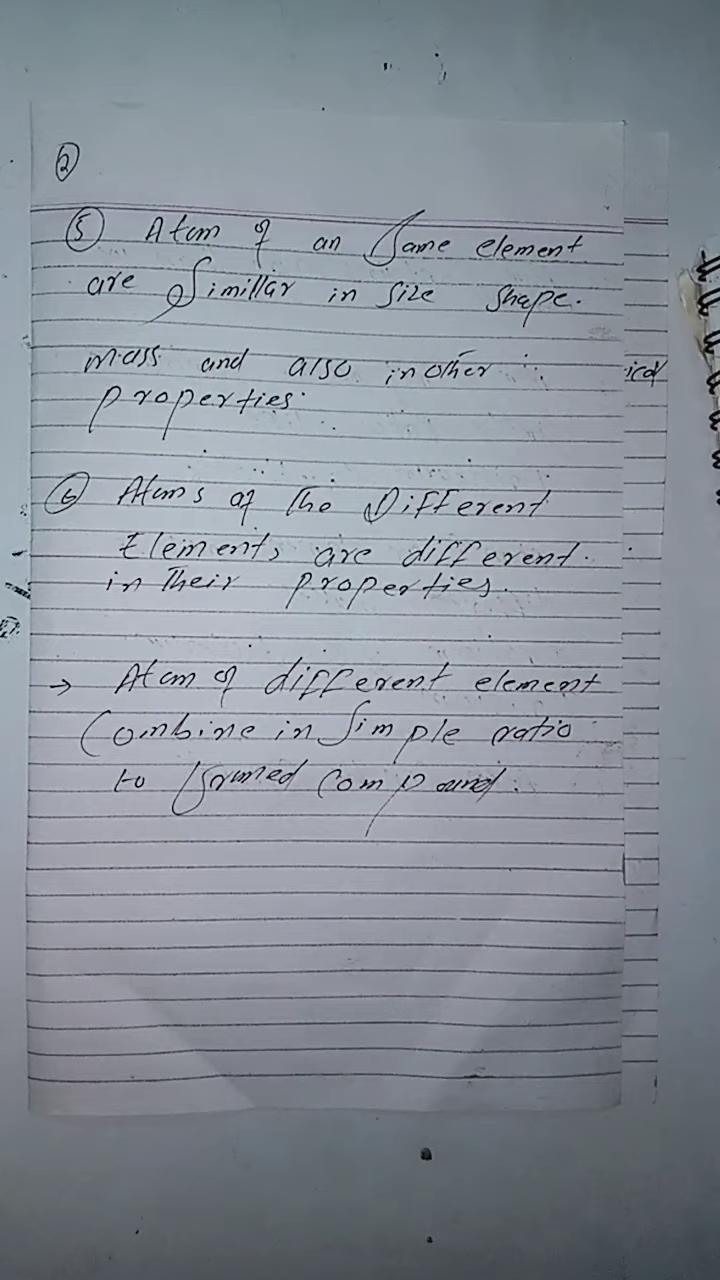 ②
⑤ Atom of an Same element
are Simillar in Size Shape.
mass and also in other
properties.
ical
⑥ Atoms of the Different
Elements are different.
in Their properties.
→ Atom of different element
Combine in Simple ratio
to formed Compound.